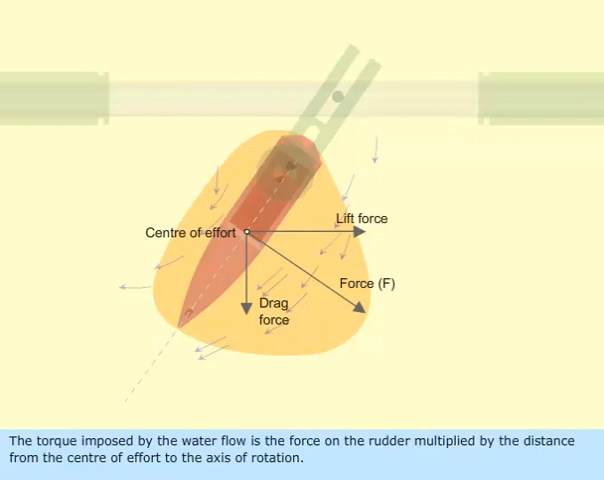 Lift force
Centre of effort
Force (F)
Drag
force
The torque imposed by the water flow is the force on the rudder multiplied by the distance
from the centre of effort to the axis of rotation.